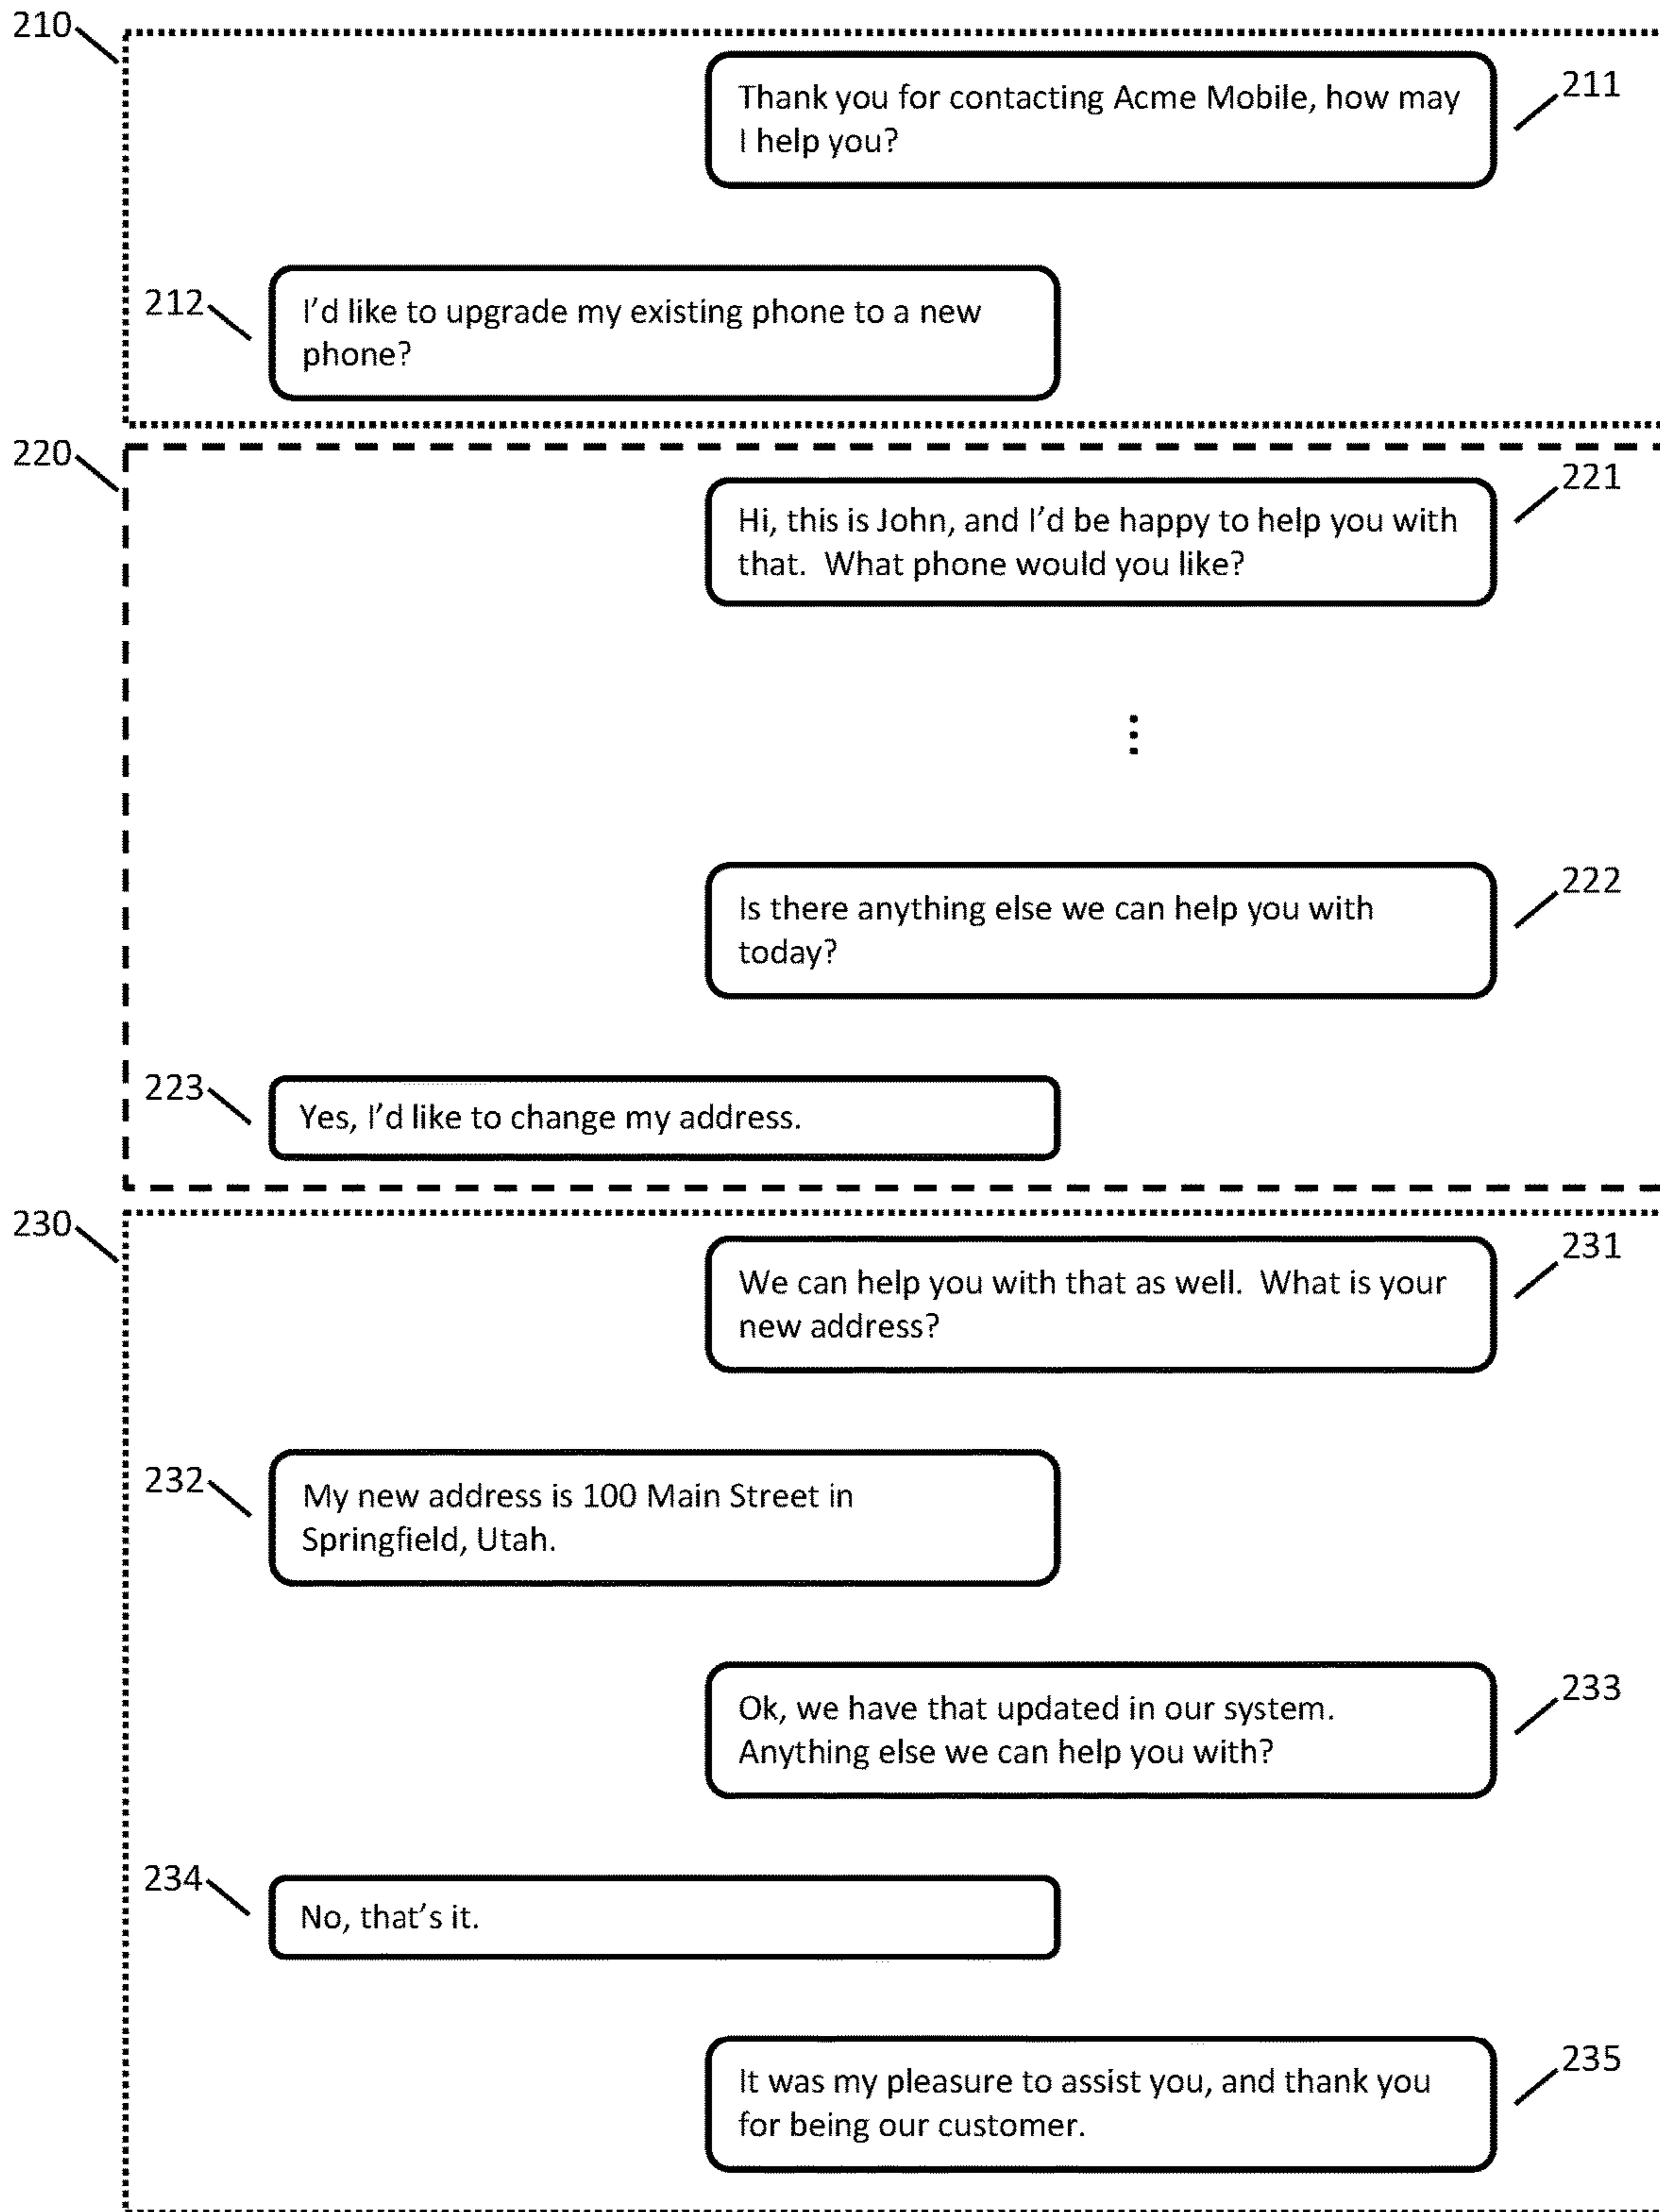 210
Thank you for contacting Acme Mobile, how may
I help you?
211
212
I'd like to upgrade my existing phone to a new
phone?
220
Hi, this is John, and I'd be happy to help you with
that.  What phone would you like?
221
Is there anything else we can help you with
today?
222
223
Yes, I'd like to change my address.
230
We can help you with that as well.  What is your
new address?
231
232
My new address is 100 Main Street in
Springfield, Utah.
Ok, we have that updated in our system.
Anything else we can help you with?
233
234
No, that's it.
It was my pleasure to assist you, and thank you
for being our customer.
235